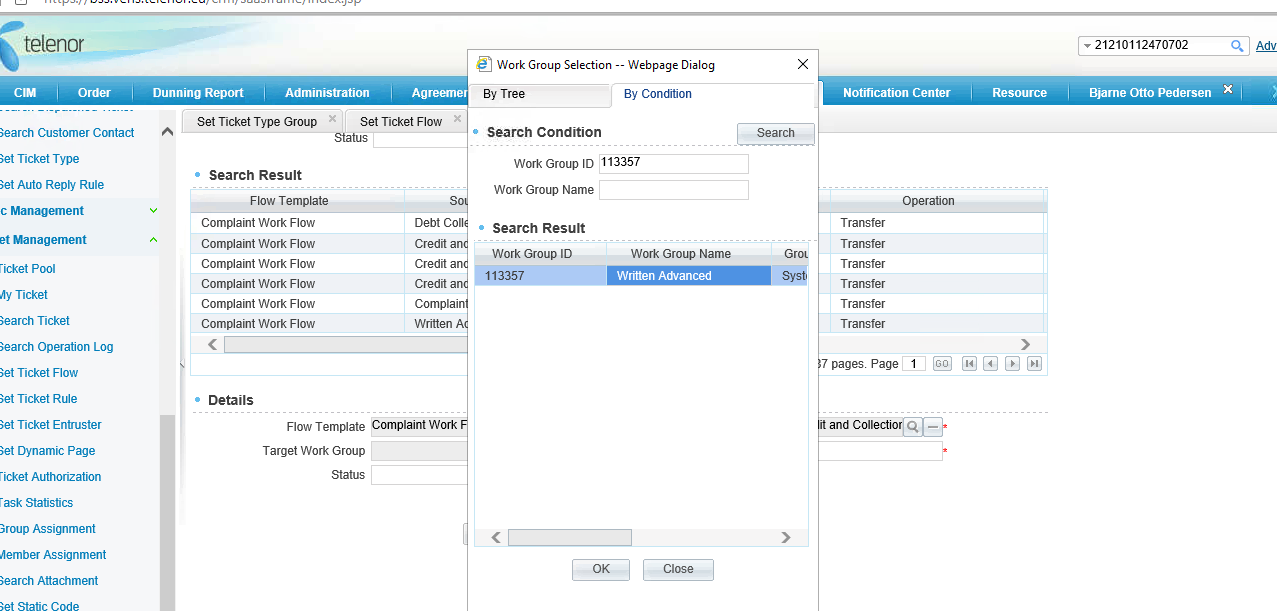 https://bss.vens.telenor.eu/crm/saasframe/index.jsp
telenor
21210112470702
Adv
CIM
Order
Dunning Report
Administration
Agreemer
Notification Center
Resource
Bjarne Otto Pedersen
Search Dispatched Ticket
Search Customer Contact
Set Ticket Type
Set Auto Reply Rule
c Management
et Management
Ticket Pool
My Ticket
Search Ticket
Search Operation Log
Set Ticket Flow
Set Ticket Rule
Set Ticket Entruster
Set Dynamic Page
Ticket Authorization
Task Statistics
Group Assignment
Member Assignment
Search Attachment
Set Static Code
Set Ticket Type Group
Set Ticket Flow
Status
Search Result
Flow Template Sou Operation
Complaint Work Flow Debt Colle Transfer
Complaint Work Flow Credit and Transfer
Complaint Work Flow Credit and Transfer
Complaint Work Flow Credit and Transfer
Complaint Work Flow Complaint Transfer
Complaint Work Flow Written Ad Transfer
37 pages. Page 1 GO
Details
Flow Template Complaint Work F dit and Collection *
Target Work Group *
Status
Work Group Selection -- Webpage Dialog
By Tree
By Condition
Search Condition
Search
Work Group ID 113357
Work Group Name
Search Result
Work Group ID Work Group Name Grou
113357 Written Advanced Syste
OK
Close